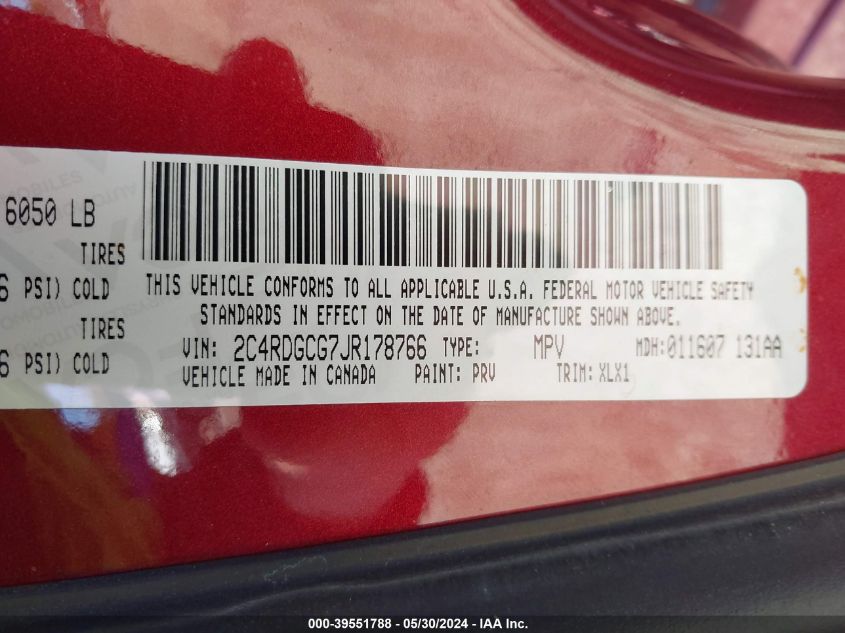 6050 LB
TIRES
6 PSI) COLD
TIRES
6 PSI) COLD
THIS VEHICLE CONFORMS TO ALL APPLICABLE U.S.A. FEDERAL MOTOR VEHICLE SAFETY
STANDARDS IN EFFECT ON THE DATE OF MANUFACTURE SHOWN ABOVE.
VIN: 2C4RDGCG7JR178766 TYPE: MPV MDH:011607 131AA
VEHICLE MADE IN CANADA PAINT: PRV TRIM: XLX1
000-39551788 - 05/30/2024 - IAA Inc.